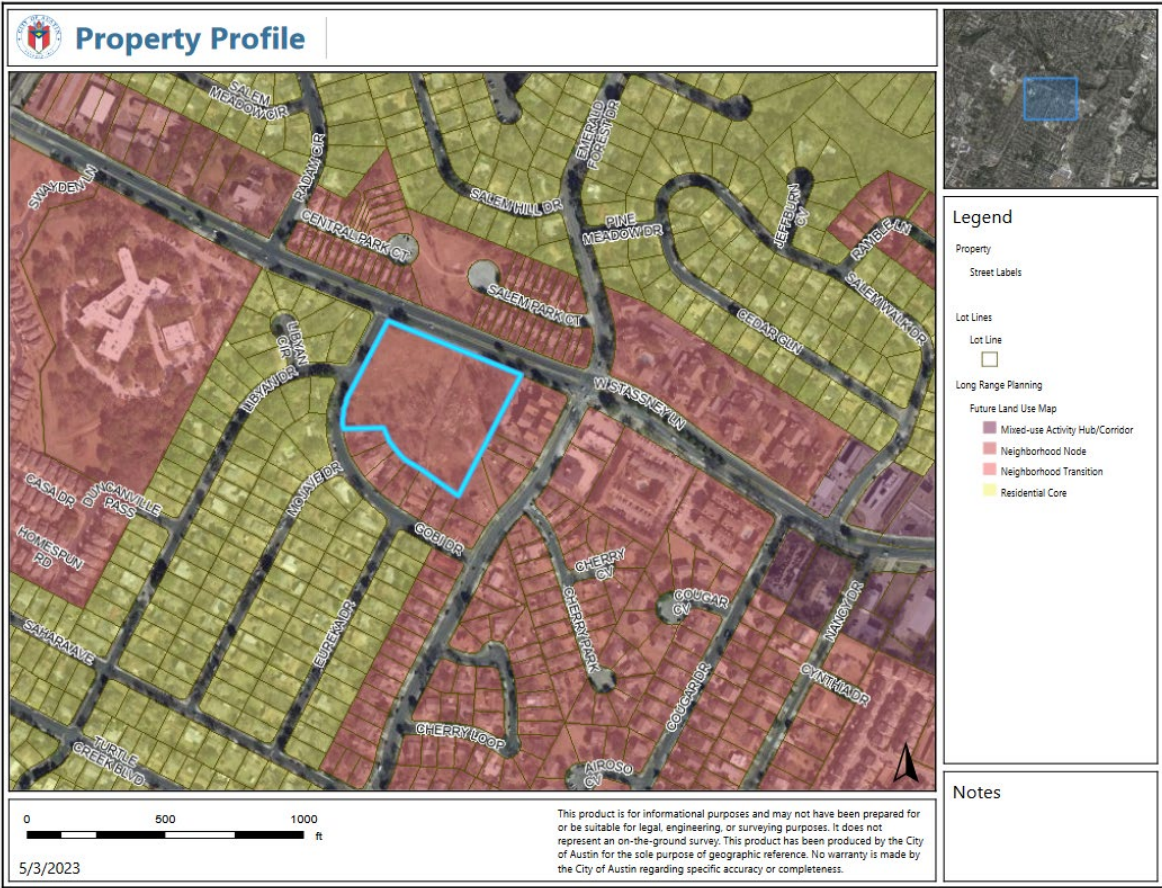 Property Profile
SALEM
MEADOW CIR
RADAM CIR
EMERALD
FOREST DR
SWAYDEN LN
CENTRAL PARK CT
SALEM HILL DR
PINE
MEADOW DR
JEFFBURN
CV
RAMBLE LN
SALEM PARK CT
SALEM WALK DR
CEDAR GLN
LIBYAN
CIR
LIBYAN DR
W STASSNEY LN
MOJAVE DR
CASA DR
DUNCANVILLE
PASS
HOMESPUN
RD
GOBI DR
CHERRY
CV
CHERRY PARK
COUGAR
CV
NANCY DR
EUREKA DR
SAHARA AVE
COUGAR DR
CYNTHIA DR
CHERRY LOOP
TURTLE
CREEK BLVD
AIROSO
CV
Legend
Property
Street Labels
Lot Lines
Lot Line
Long Range Planning
Future Land Use Map
Mixed-use Activity Hub/Corridor
Neighborhood Node
Neighborhood Transition
Residential Core
Notes
0 500 1000
ft
5/3/2023
This product is for informational purposes and may not have been prepared for
or be suitable for legal, engineering, or surveying purposes. It does not
represent an on-the-ground survey. This product has been produced by the City
of Austin for the sole purpose of geographic reference. No warranty is made by
the City of Austin regarding specific accuracy or completeness.